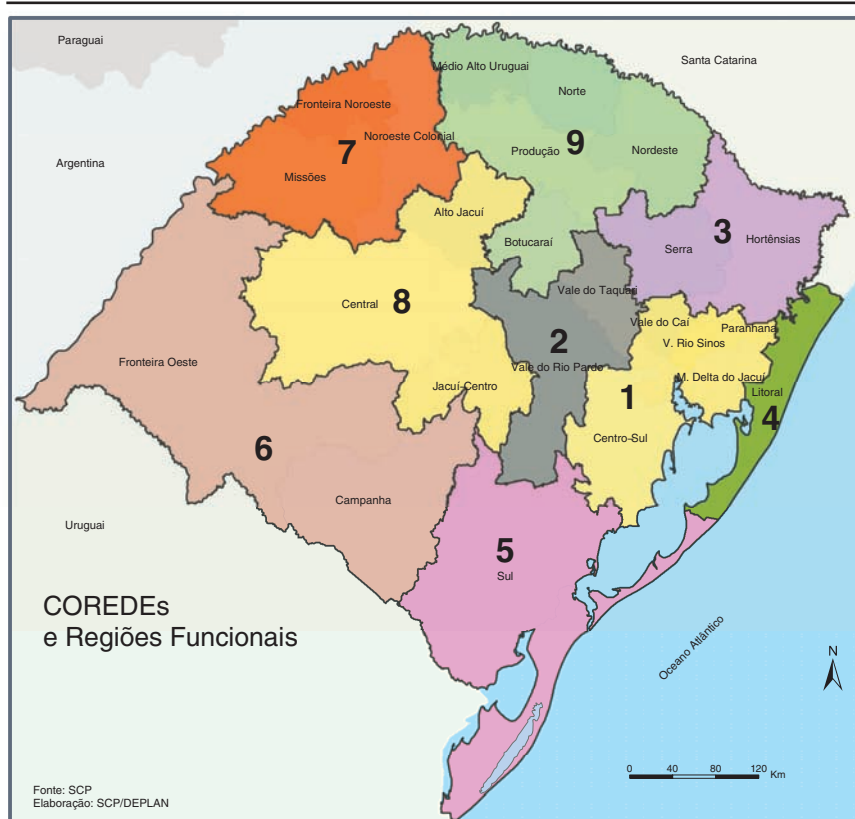 Paraguai
Santa Catarina
Médio Alto Uruguai
Norte
Fronteira Noroeste
Noroeste Colonial
7
Produção
9
Nordeste
Argentina
Missões
Alto Jacuí
3
Botucaraí
Serra
Hortênsias
Vale do Taquari
Central
8
Vale do Caí
Paranhana
V. Rio Sinos
2
Fronteira Oeste
Vale do Rio Pardo
Jacuí-Centro
M. Delta do Jacuí
1
Litoral
4
Centro-Sul
6
Campanha
Uruguai
5
Sul
COREDEs
e Regiões Funcionais
Oceano Atlântico
N
0 40 80 120
Km
Fonte: SCP
Elaboração: SCP/DEPLAN